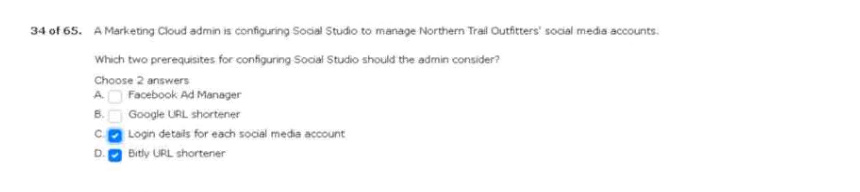 34 of 65. A Marketing Cloud admin is configuring Social Studio to manage Northern Trail Outfitters' social media accounts.
Which two prerequisites for configuring Social Studio should the admin consider?
Choose 2 answers
A. Facebook Ad Manager
B. Google URL shortener
C. Login details for each social media account
D. Bitly URL shortener